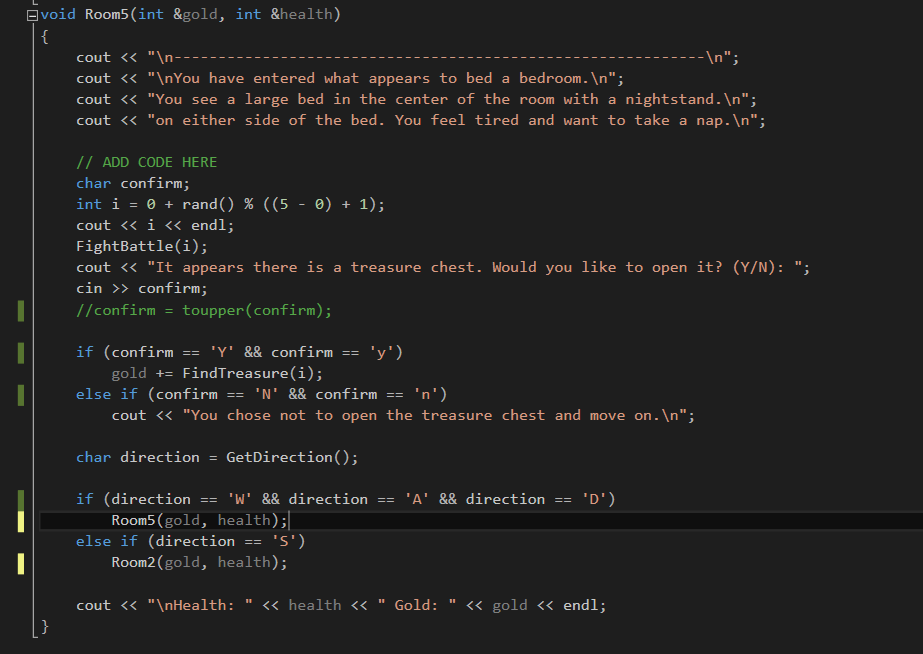 void Room5(int &gold, int &health)
{
cout << "\n------------------------------------------------------------\n";
cout << "\nYou have entered what appears to bed a bedroom.\n";
cout << "You see a large bed in the center of the room with a nightstand.\n";
cout << "on either side of the bed. You feel tired and want to take a nap.\n";
// ADD CODE HERE
char confirm;
int i = 0 + rand() % ((5 - 0) + 1);
cout << i << endl;
FightBattle(i);
cout << "It appears there is a treasure chest. Would you like to open it? (Y/N): ";
cin >> confirm;
//confirm = toupper(confirm);
if (confirm == 'Y' && confirm == 'y')
gold += FindTreasure(i);
else if (confirm == 'N' && confirm == 'n')
cout << "You chose not to open the treasure chest and move on.\n";
char direction = GetDirection();
if (direction == 'W' && direction == 'A' && direction == 'D')
Room5(gold, health);
else if (direction == 'S')
Room2(gold, health);
cout << "\nHealth: " << health << " Gold: " << gold << endl;
}